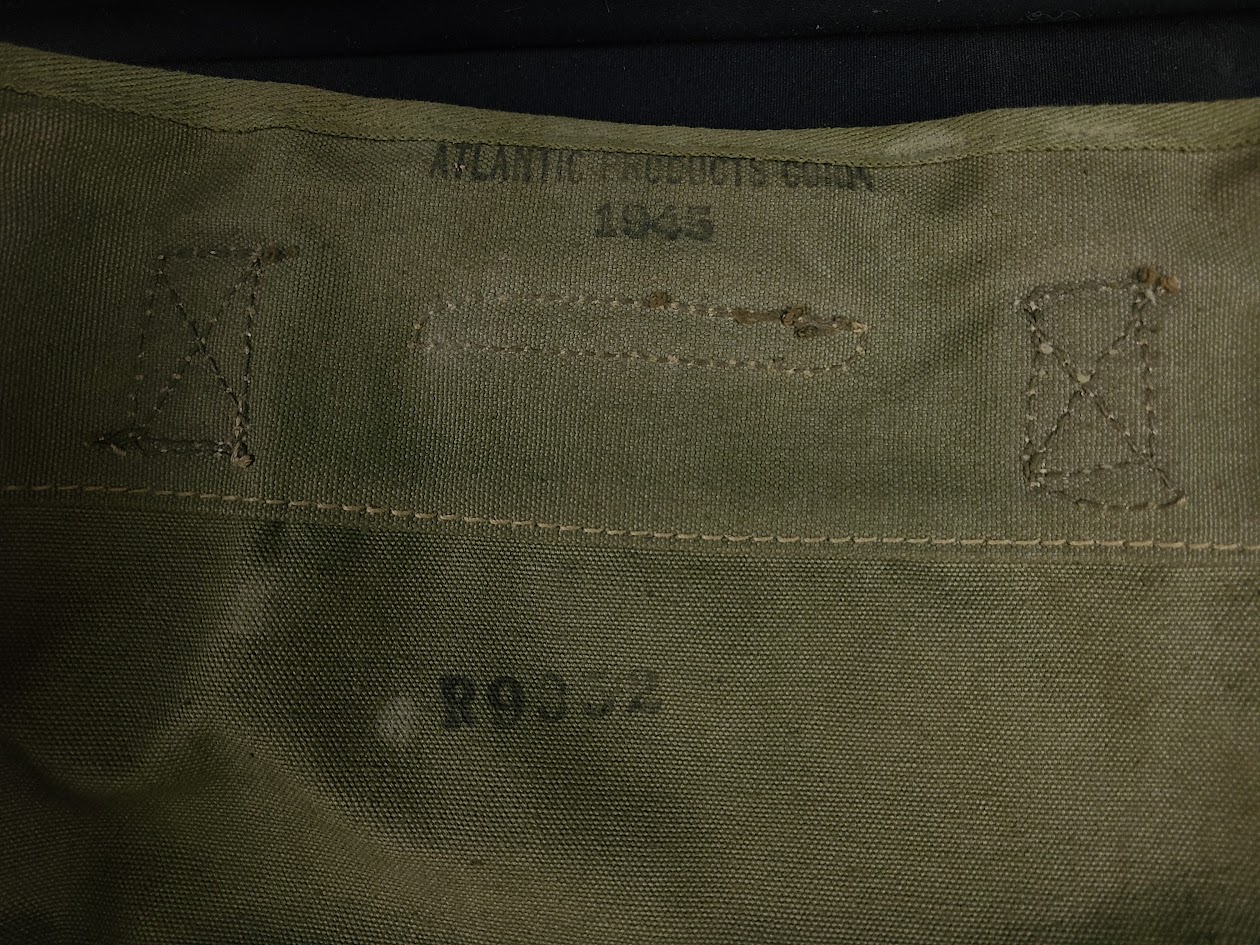 ATLANTIC PRODUCTS CORP.
1945